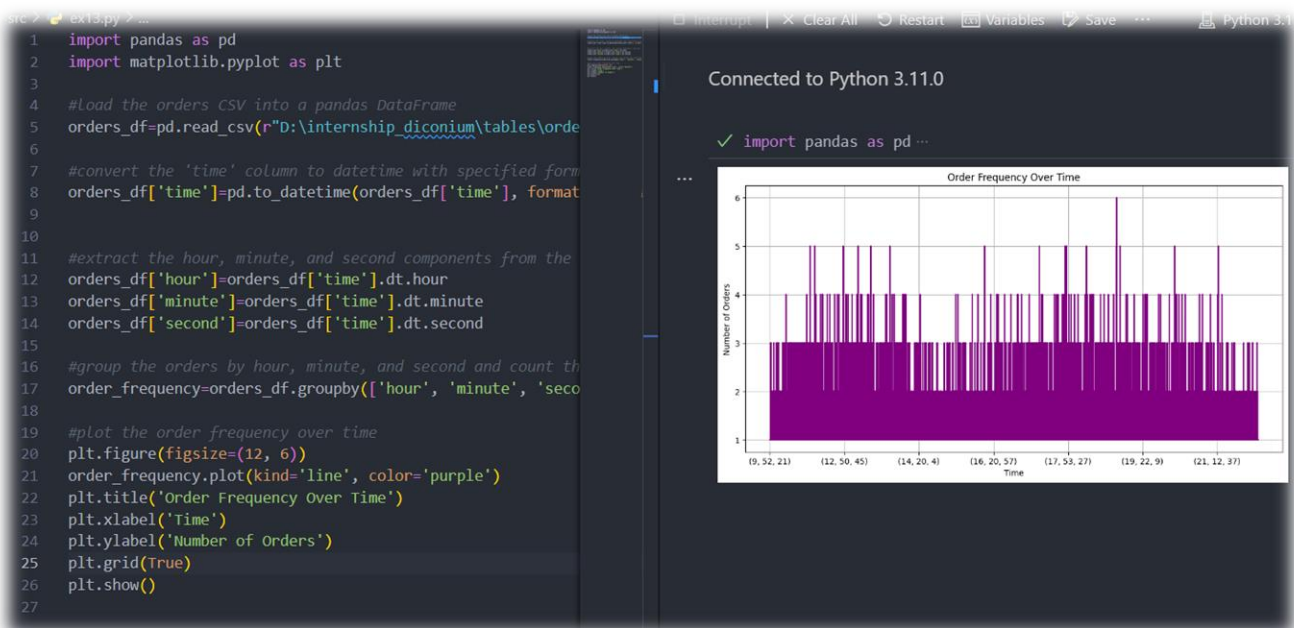 src > ex13.py > ...
1 import pandas as pd
2 import matplotlib.pyplot as plt
3
4 #load the orders CSV into a pandas DataFrame
5 orders_df=pd.read_csv(r"D:\internship_diconium\tables\orde
6
7 #convert the 'time' column to datetime with specified form
8 orders_df['time']=pd.to_datetime(orders_df['time'], format
9
10
11 #extract the hour, minute, and second components from the
12 orders_df['hour']=orders_df['time'].dt.hour
13 orders_df['minute']=orders_df['time'].dt.minute
14 orders_df['second']=orders_df['time'].dt.second
15
16 #group the orders by hour, minute, and second and count th
17 order_frequency=orders_df.groupby(['hour', 'minute', 'seco
18
19 #plot the order frequency over time
20 plt.figure(figsize=(12, 6))
21 order_frequency.plot(kind='line', color='purple')
22 plt.title('Order Frequency Over Time')
23 plt.xlabel('Time')
24 plt.ylabel('Number of Orders')
25 plt.grid(True)
26 plt.show()
27
Interrupt | Clear All Restart Variables Save ... Python 3.1
Connected to Python 3.11.0
✓ import pandas as pd ...
...
Order Frequency Over Time
Number of Orders
6
5
4
3
2
1
(9, 52, 21) (12, 50, 45) (14, 20, 4) (16, 20, 57) (17, 53, 27) (19, 22, 9) (21, 12, 37)
Time